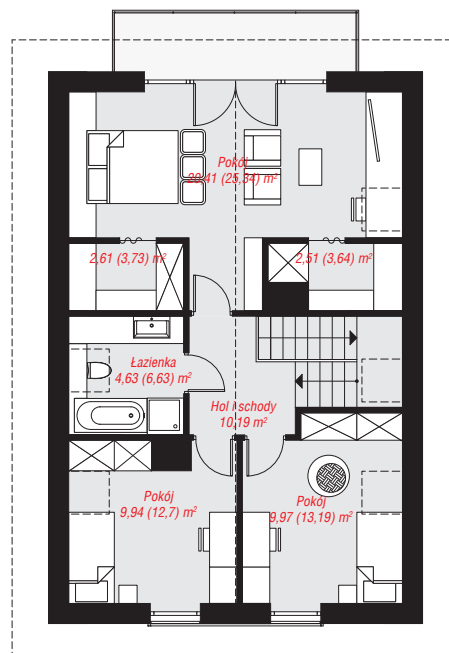 Pokój
20,41 (25,34) m²
2,61 (3,73) m²
2,51 (3,64) m²
Łazienka
4,63 (6,63) m²
Hol i schody
10,19 m²
Pokój
9,94 (12,7) m²
Pokój
9,97 (13,19) m²